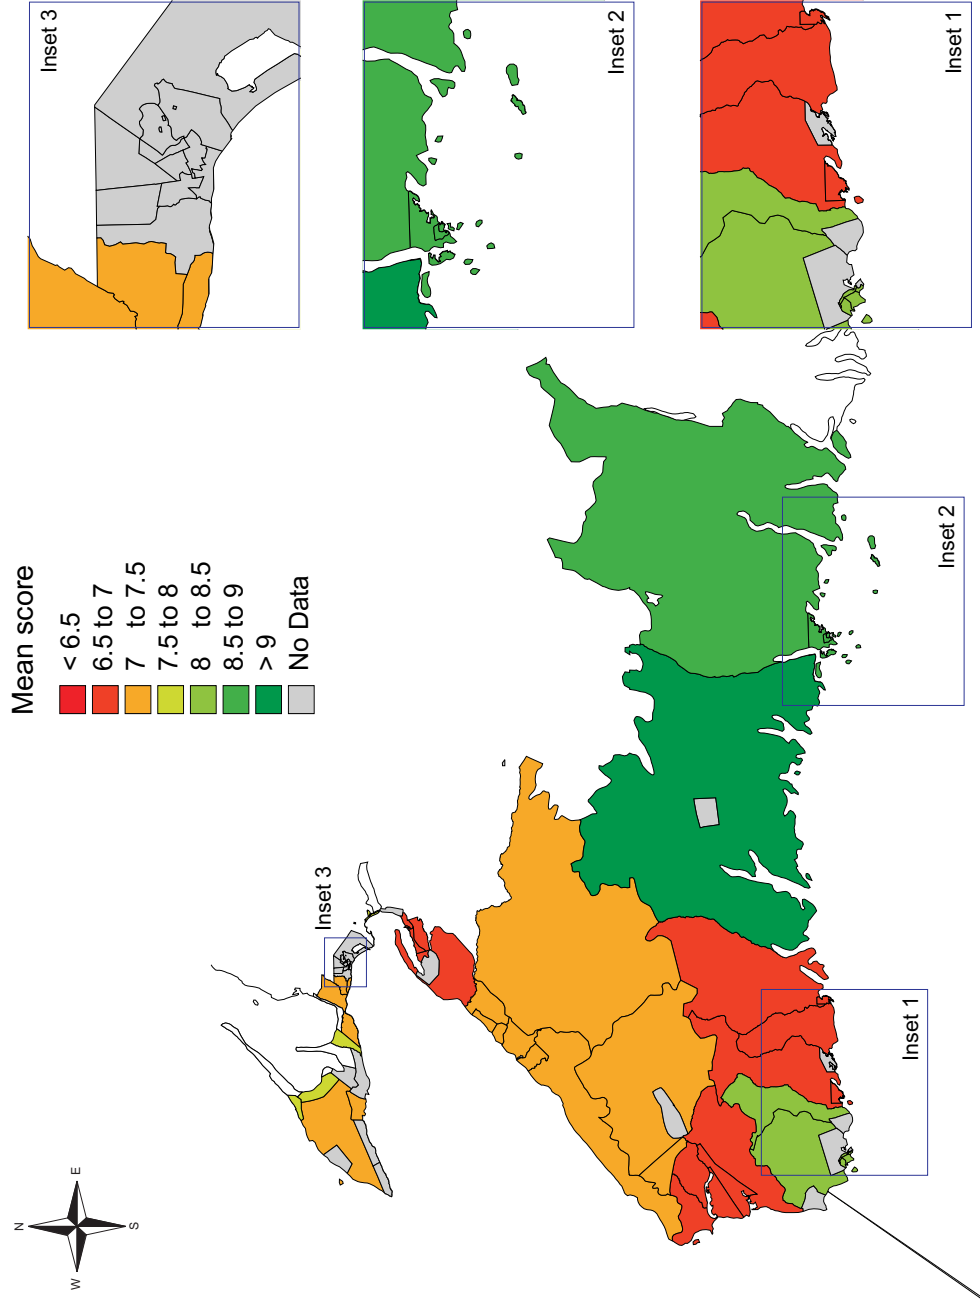 N
W E
S
Mean score
< 6.5
6.5 to 7
7 to 7.5
7.5 to 8
8 to 8.5
8.5 to 9
> 9
No Data
Inset 3
Inset 2
Inset 1
Inset 3
Inset 2
Inset 1